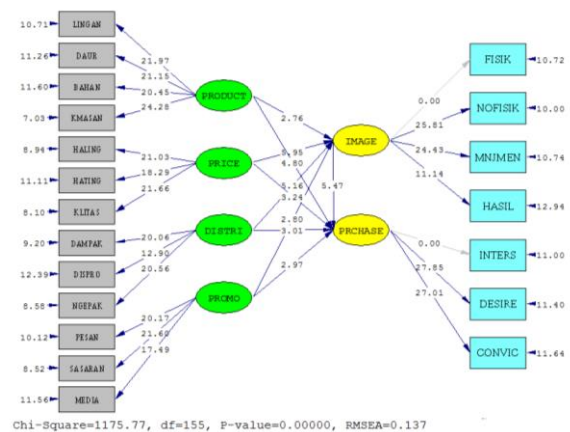 10.71 LINGAN
11.26 DAUR
11.60 BAHAN
7.03 KMASAN
8.94 HALING
11.11 HATING
8.10 KLITAS
9.20 DAMPAK
12.39 DISPRO
8.58 NGEPAK
10.12 PESAN
8.52 SASARAN
11.56 MEDIA
21.97
21.15
20.45
24.28
21.03
18.29
21.66
20.06
12.90
20.56
20.17
21.60
17.49
PRODUCT
PRICE
DISTRI
PROMO
2.76
4.80
5.16
3.24
2.80
3.01
2.97
5.47
IMAGE
PRCHASE
0.00
25.81
24.43
11.14
0.00
27.85
27.01
FISIK 10.72
NOFISIK 10.00
MNJMEN 10.74
HASIL 12.94
INTERS 11.00
DESIRE 11.40
CONVIC 11.64
Chi-Square=1175.77, df=155, P-value=0.00000, RMSEA=0.137